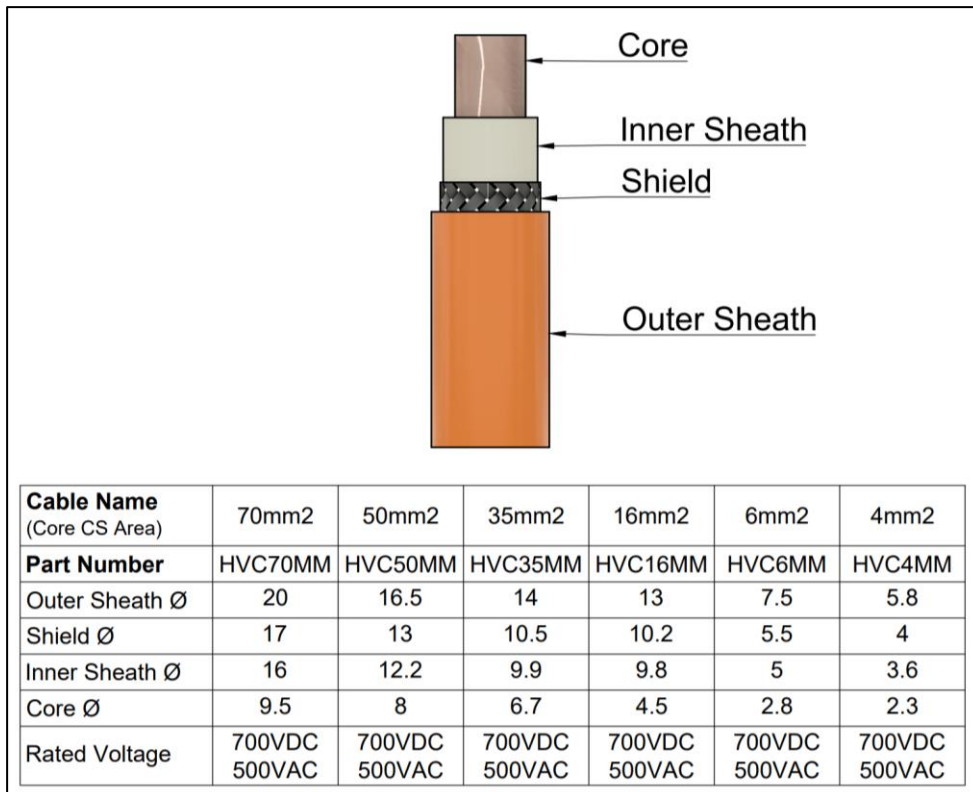 Core
Inner Sheath
Shield
Outer Sheath
Cable Name
(Core CS Area) 70mm2 50mm2 35mm2 16mm2 6mm2 4mm2
Part Number HVC70MM HVC50MM HVC35MM HVC16MM HVC6MM HVC4MM
Outer Sheath Ø 20 16.5 14 13 7.5 5.8
Shield Ø 17 13 10.5 10.2 5.5 4
Inner Sheath Ø 16 12.2 9.9 9.8 5 3.6
Core Ø 9.5 8 6.7 4.5 2.8 2.3
Rated Voltage 700VDC 700VDC 700VDC 700VDC 700VDC 700VDC
500VAC 500VAC 500VAC 500VAC 500VAC 500VAC